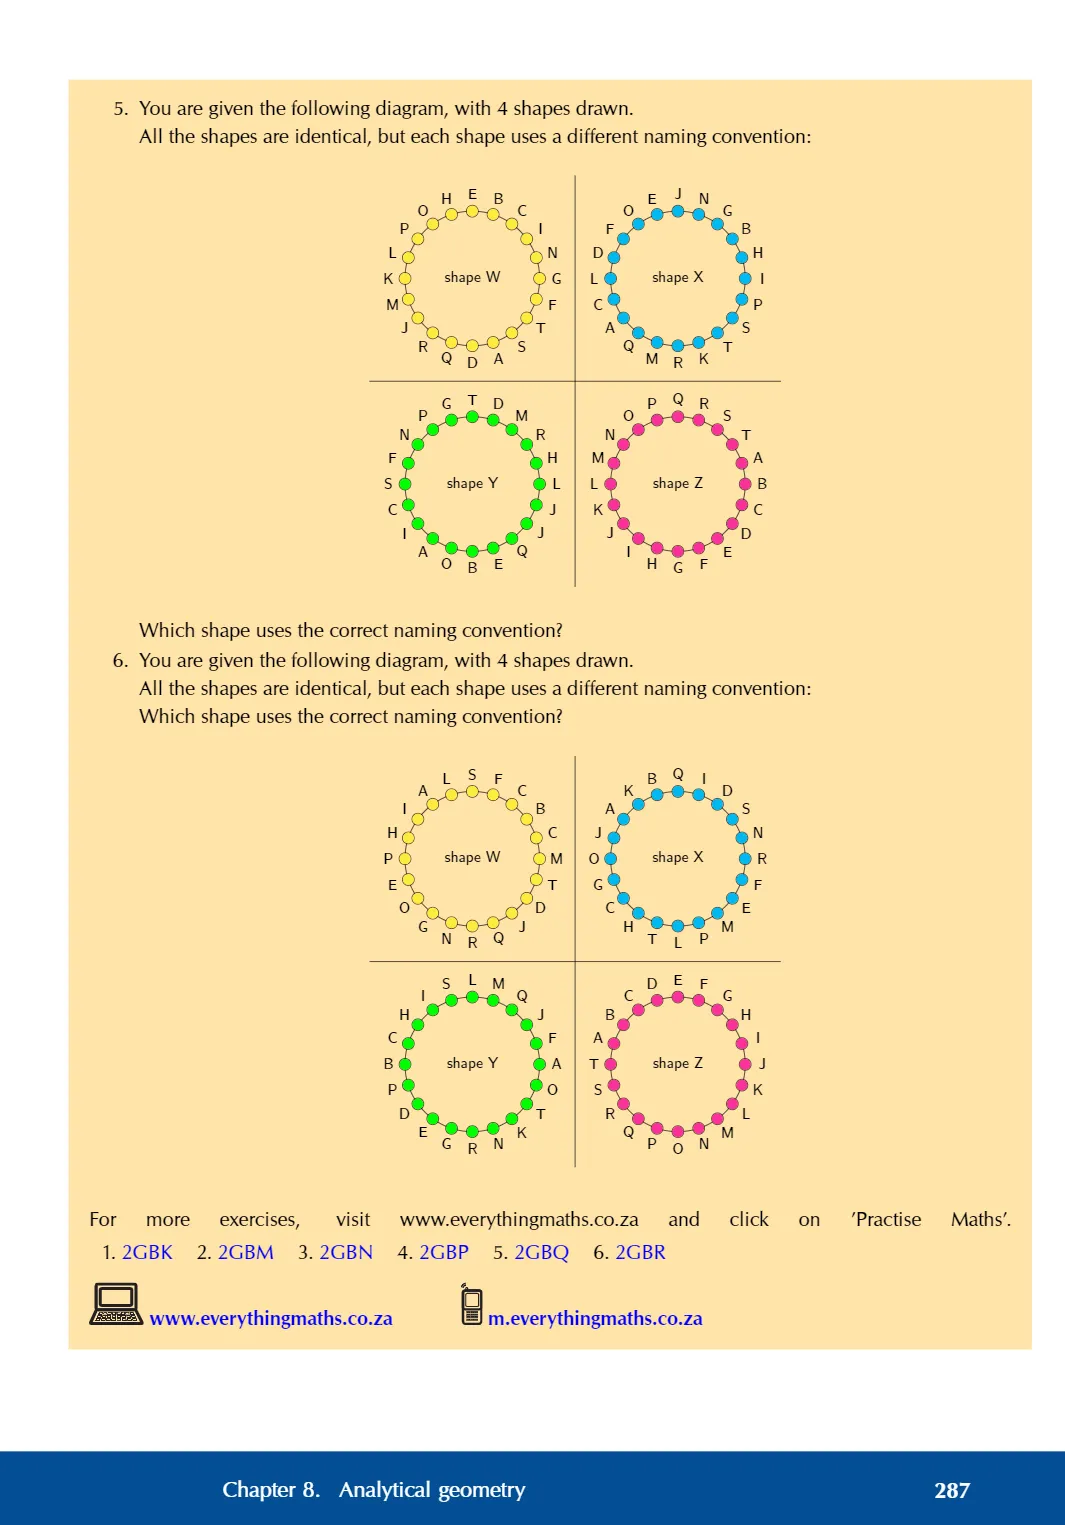 5. You are given the following diagram, with 4 shapes drawn.
All the shapes are identical, but each shape uses a different naming convention:
H E B
O C
P I
L N
K shape W G
M F
J T
R S
Q D A
E J N
O G
F B
D H
L shape X I
C P
A S
Q T
M R K
G T D
P M
N R
F H
S shape Y L
C J
I J
A Q
O B E
P Q R
O S
N T
M A
L shape Z B
K C
J D
I E
H G F
Which shape uses the correct naming convention?
6. You are given the following diagram, with 4 shapes drawn.
All the shapes are identical, but each shape uses a different naming convention:
Which shape uses the correct naming convention?
L S F
A C
I B
H C
P shape W M
E T
O D
G J
N R Q
B Q I
K D
A S
J N
O shape X R
G F
C E
H M
T L P
S L M
I Q
H J
C F
B shape Y A
P O
D T
E K
G R N
D E F
C G
B H
A I
T shape Z J
S K
R L
Q M
P O N
For more exercises, visit www.everythingmaths.co.za and click on ’Practise Maths’.
1. 2GBK 2. 2GBM 3. 2GBN 4. 2GBP 5. 2GBQ 6. 2GBR
www.everythingmaths.co.za m.everythingmaths.co.za
Chapter 8. Analytical geometry 287